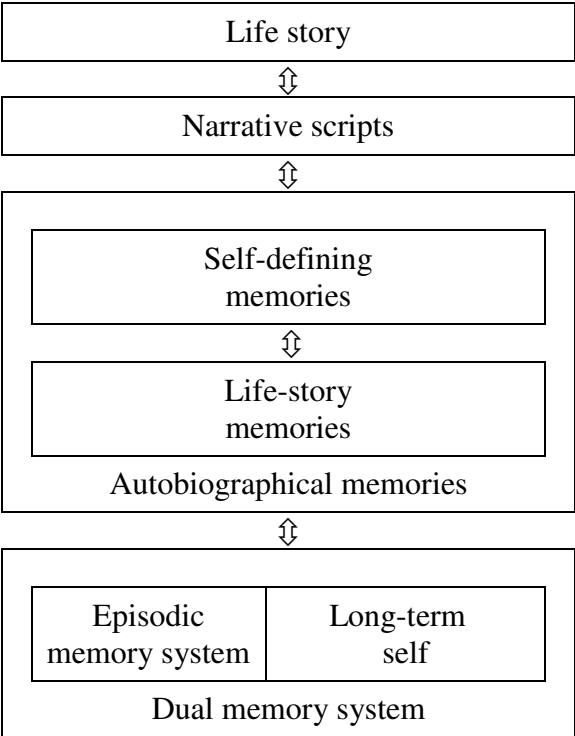 Life story
⇳
Narrative scripts
⇳
Self-defining
memories
⇳
Life-story
memories
Autobiographical memories
⇳
Episodic
memory system
Long-term
self
Dual memory system